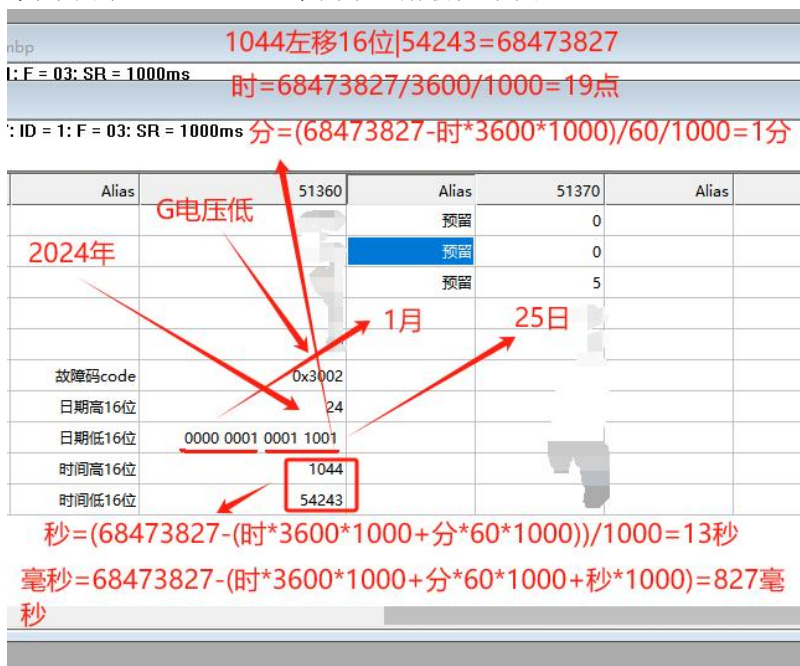 mbp
1044左移16位|54243=68473827
1: F = 03: SR = 1000ms
时=68473827/3600/1000=19点
: ID = 1: F = 03: SR = 1000ms
分=(68473827-时*3600*1000)/60/1000=1分
Alias 51360 Alias 51370 Alias
G电压低
预留 0
2024年
预留 0
预留 5
1月
25日
故障码code 0x3002
日期高16位 24
日期低16位 0000 0001 0001 1001
时间高16位 1044
时间低16位 54243
秒=(68473827-(时*3600*1000+分*60*1000))/1000=13秒
毫秒=68473827-(时*3600*1000+分*60*1000+秒*1000)=827毫
秒